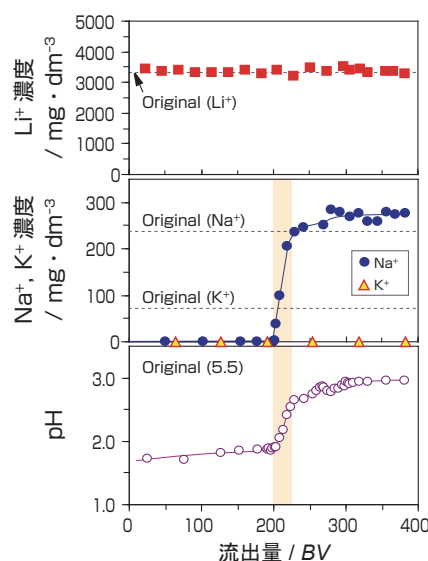 Li⁺ 濃度
/ mg・dm⁻³
5000
4000
3000
2000
1000
0
Original (Li⁺)
Na⁺, K⁺ 濃度
/ mg・dm⁻³
300
200
100
0
Original (Na⁺)
Original (K⁺)
Na⁺
K⁺
pH
3.0
2.0
1.0
Original (5.5)
0
100
200
300
400
流出量 / BV